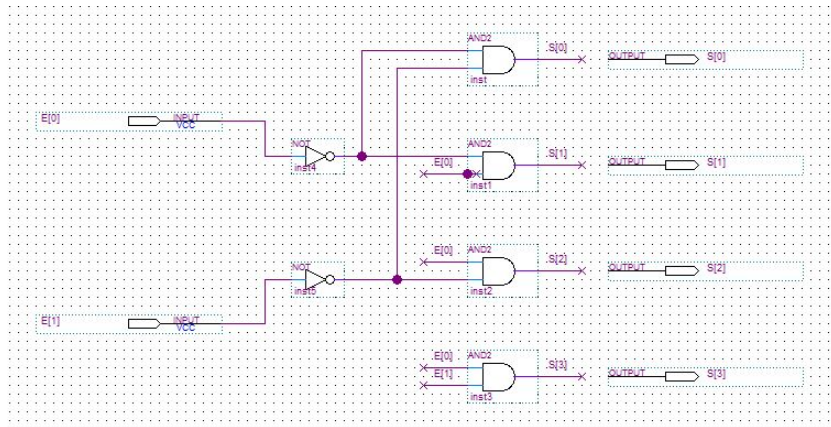 AND2
S[0]
inst
OUTPUT
S[0]
E[0]
INPUT
VCC
NOT
inst4
AND2
E[0]
S[1]
inst1
OUTPUT
S[1]
AND2
E[0]
S[2]
inst2
OUTPUT
S[2]
NOT
inst5
E[1]
INPUT
VCC
AND2
E[0]
E[1]
S[3]
inst3
OUTPUT
S[3]